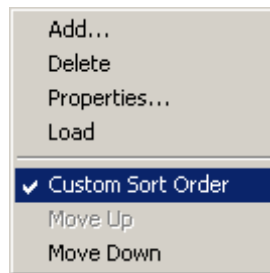 Add...
Delete
Properties...
Load
Custom Sort Order
Move Up
Move Down